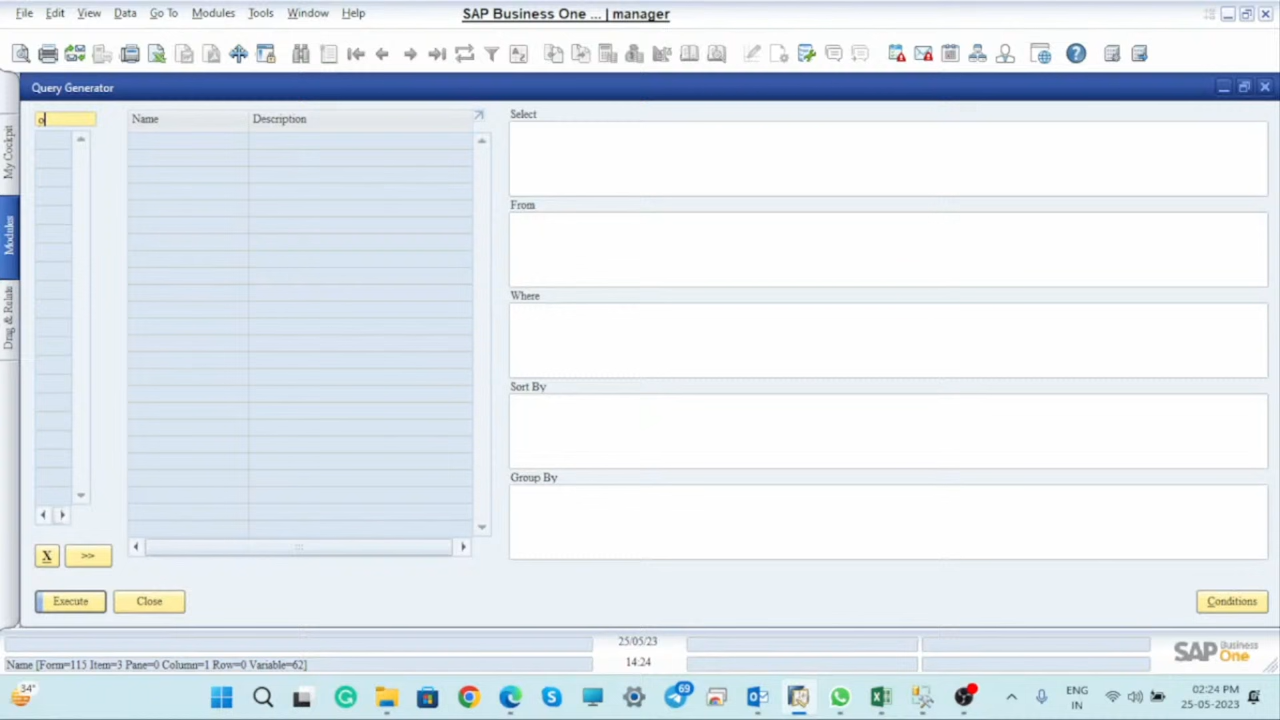 File Edit View Data Go To Modules Tools Window Help
SAP Business One ... | manager
Query Generator
o
Name Description
Select
From
Where
Sort By
Group By
My Cockpit
Modules
Drag & Relate
X >>
Execute Close
Conditions
25/05/23
14:24
Name [Form=115 Item=3 Pane=0 Column=1 Row=0 Variable=62]
SAP Business One
34°
69
ENG
IN
02:24 PM
25-05-2023